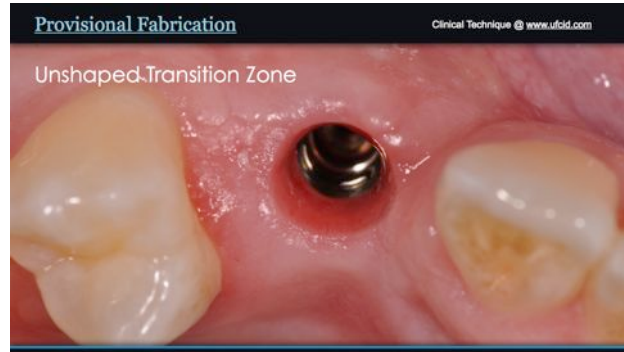 Provisional Fabrication
Clinical Technique @ www.ufcid.com
Unshaped Transition Zone